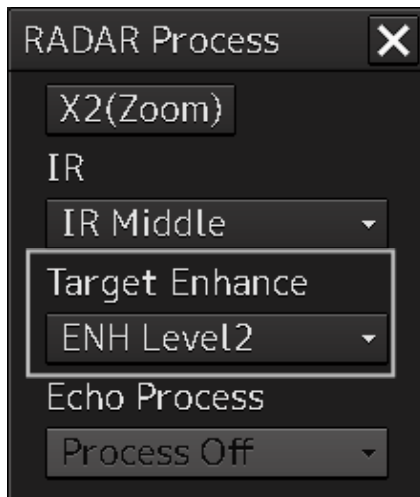 RADAR Process
X2(Zoom)
IR
IR Middle
Target Enhance
ENH Level2
Echo Process
Process Off